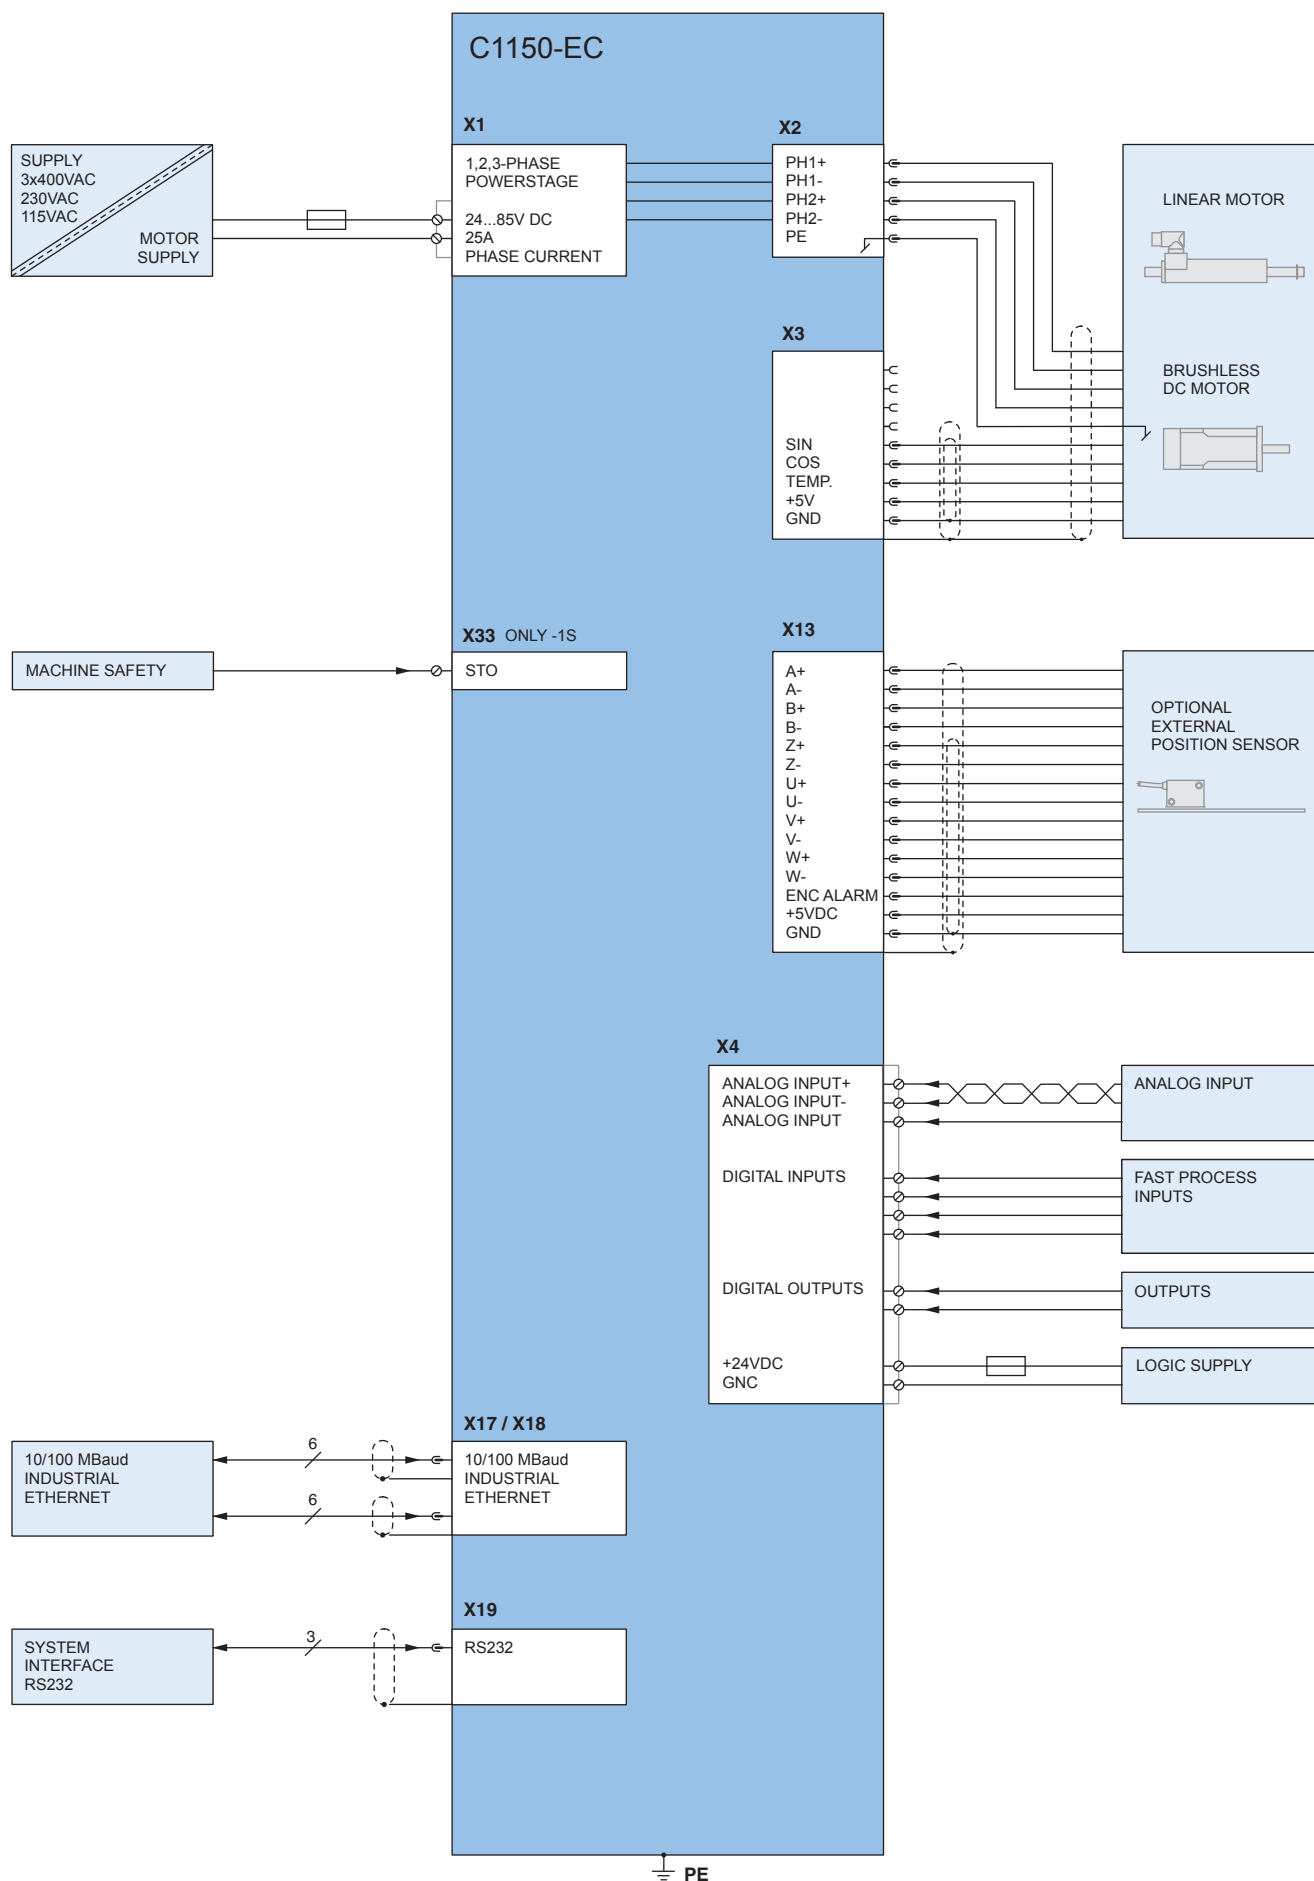 C1150-EC
X1
X2
SUPPLY
3x400VAC
230VAC
115VAC
MOTOR
SUPPLY
1,2,3-PHASE
POWERSTAGE
24...85V DC
25A
PHASE CURRENT
PH1+
PH1-
PH2+
PH2-
PE
LINEAR MOTOR
BRUSHLESS
DC MOTOR
X3
SIN
COS
TEMP.
+5V
GND
X33 ONLY -1S
MACHINE SAFETY
STO
X13
A+
A-
B+
B-
Z+
Z-
U+
U-
V+
V-
W+
W-
ENC ALARM
+5VDC
GND
OPTIONAL
EXTERNAL
POSITION SENSOR
X4
ANALOG INPUT+
ANALOG INPUT-
ANALOG INPUT
DIGITAL INPUTS
DIGITAL OUTPUTS
+24VDC
GNC
ANALOG INPUT
FAST PROCESS
INPUTS
OUTPUTS
LOGIC SUPPLY
X17 / X18
10/100 MBaud
INDUSTRIAL
ETHERNET
6
6
10/100 MBaud
INDUSTRIAL
ETHERNET
X19
SYSTEM
INTERFACE
RS232
3
RS232
PE